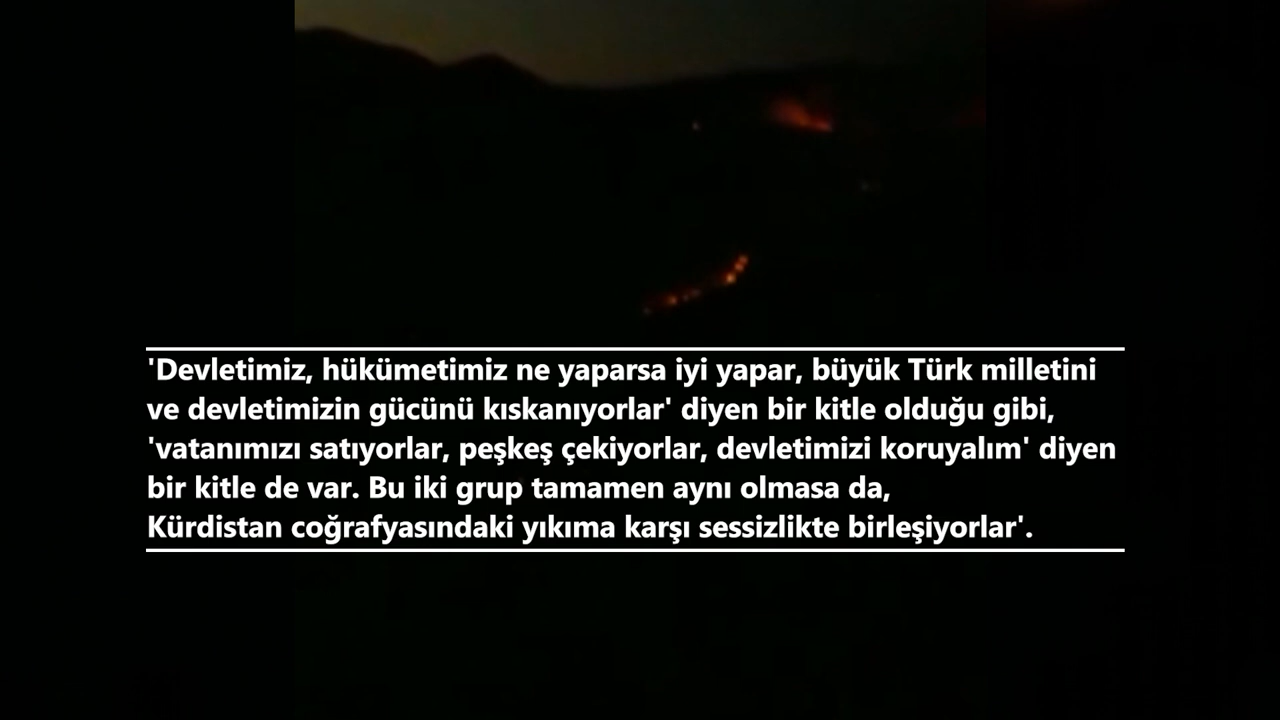 'Devletimiz, hükümetimiz ne yaparsa iyi yapar, büyük Türk milletini
ve devletimizin gücünü kıskanıyorlar' diyen bir kitle olduğu gibi,
'vatanımızı satıyorlar, peşkeş çekiyorlar, devletimizi koruyalım' diyen
bir kitle de var. Bu iki grup tamamen aynı olmasa da,
Kürdistan coğrafyasındaki yıkıma karşı sessizlikte birleşiyorlar'.